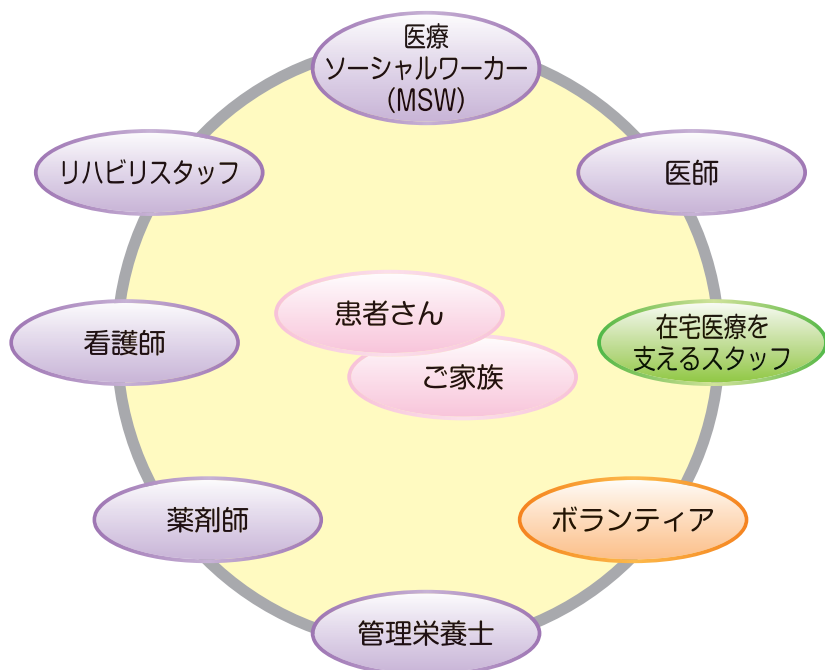 医療
ソーシャルワーカー
(MSW)
リハビリスタッフ
医師
患者さん
ご家族
看護師
在宅医療を
支えるスタッフ
薬剤師
ボランティア
管理栄養士